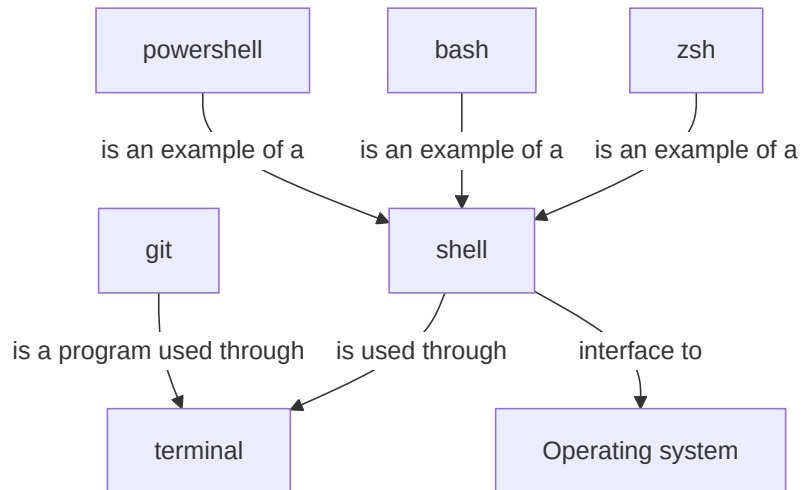 powershell
bash
zsh
is an example of a
is an example of a
is an example of a
git
shell
is a program used through
is used through
interface to
terminal
Operating system